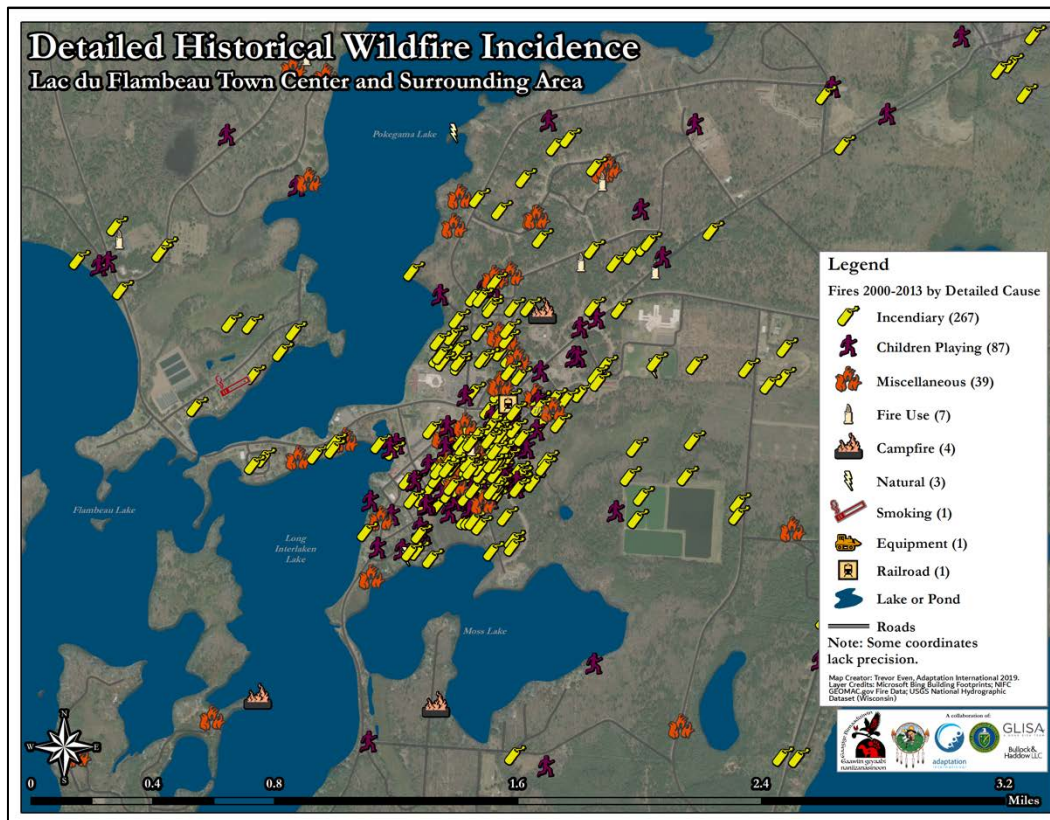 Detailed Historical Wildfire Incidence
Lac du Flambeau Town Center and Surrounding Area
Pokegama Lake
Flambeau Lake
Long
Interlaken
Lake
Moss Lake
Legend
Fires 2000-2013 by Detailed Cause
Incendiary (267)
Children Playing (87)
Miscellaneous (39)
Fire Use (7)
Campfire (4)
Natural (3)
Smoking (1)
Equipment (1)
Railroad (1)
Lake or Pond
Roads
Note: Some coordinates
lack precision.
Map Creator: Trevor Even, Adaptation International 2019.
Layer Credits: Microsoft Bing Building Footprints; NIFC
GEOMAC.gov Fire Data; USGS National Hydrographic
Dataset (Wisconsin)
A collaboration of:
GLISA
Bullock &
Haddow LLC
adaptation
N
W E
S
0 0.4 0.8 1.6 2.4 3.2
Miles